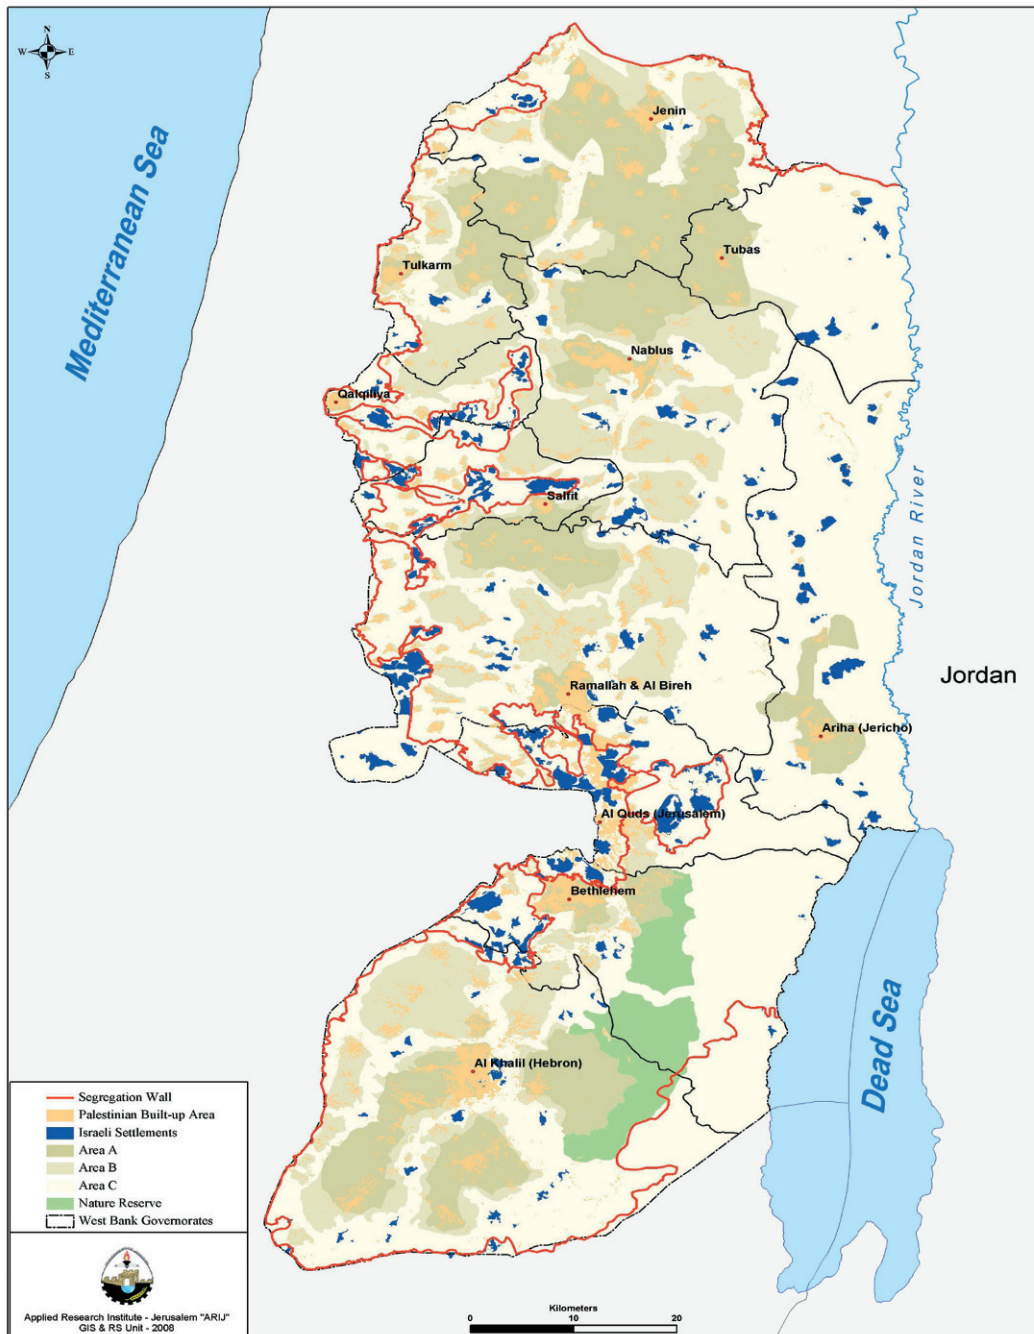 N
W E
S
Mediterranean Sea
Jenin
Tubas
Tulkarm
Nablus
Qalqiliya
Salfit
Jordan River
Ramallah & Al Bireh
Jordan
Ariha (Jericho)
Al Quds (Jerusalem)
Bethlehem
Dead Sea
Al Khalil (Hebron)
Segregation Wall
Palestinian Built-up Area
Israeli Settlements
Area A
Area B
Area C
Nature Reserve
West Bank Governorates
Applied Research Institute - Jerusalem "ARIJ"
GIS & RS Unit - 2008
Kilometers
0 10 20